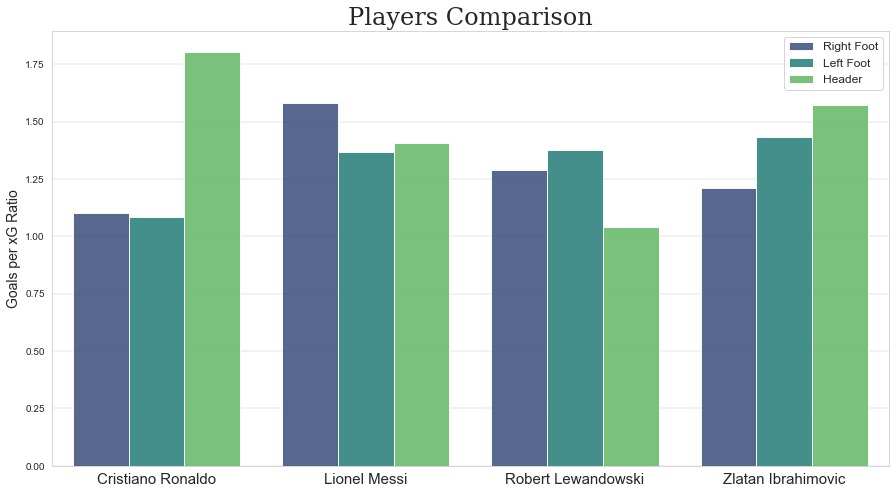 Players Comparison
Right Foot
Left Foot
Header
Goals per xG Ratio
1.75
1.50
1.25
1.00
0.75
0.50
0.25
0.00
Cristiano Ronaldo
Lionel Messi
Robert Lewandowski
Zlatan Ibrahimovic